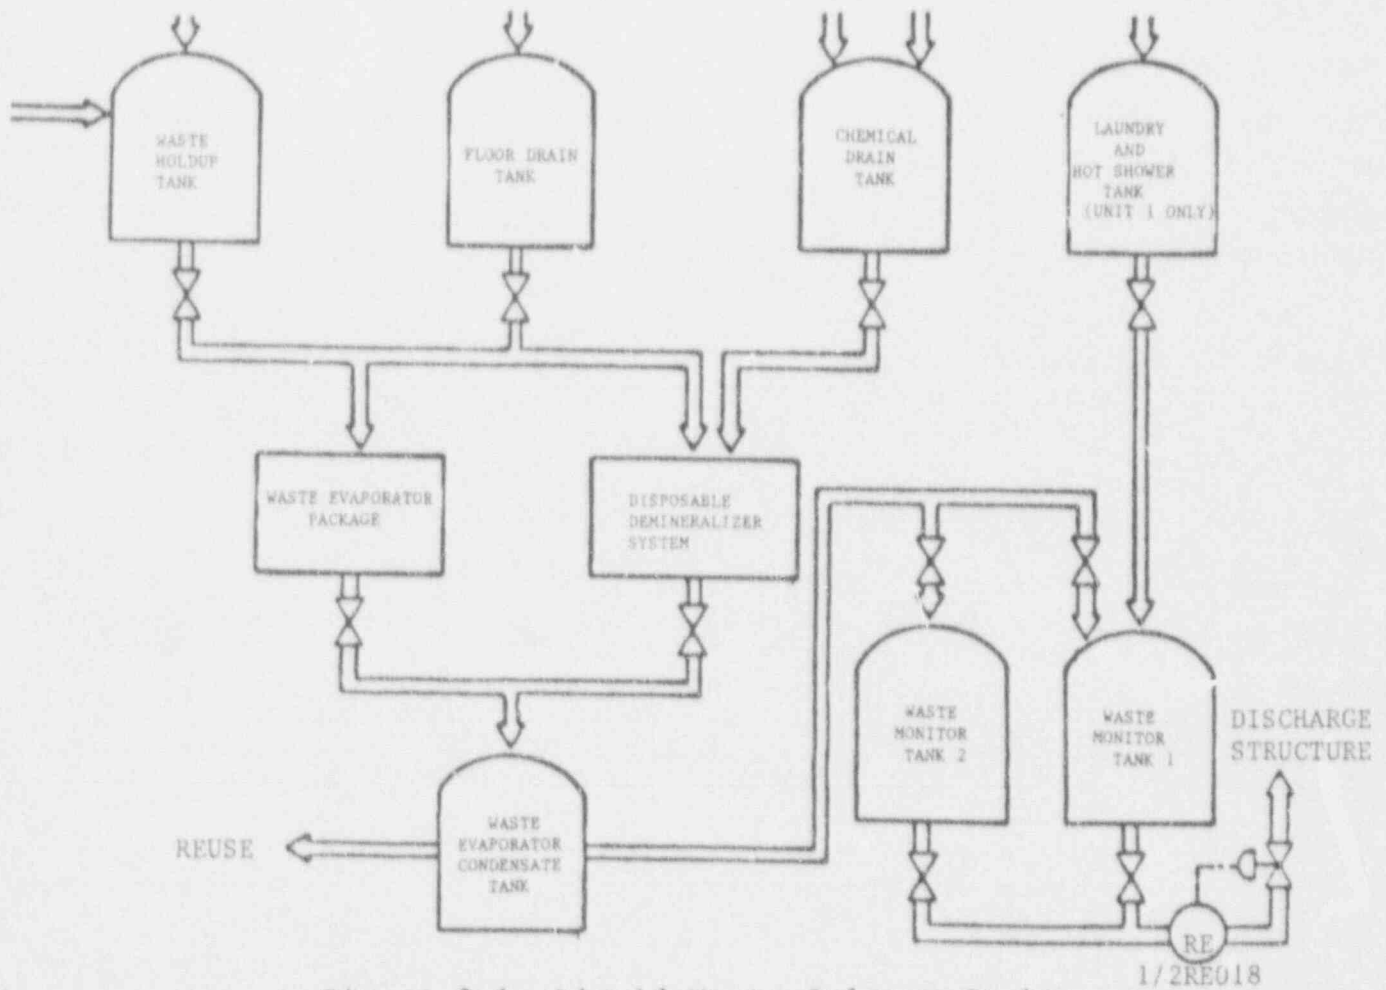 WASTE
HOLDUP
TANK
FLOOR DRAIN
TANK
CHEMICAL
DRAIN
TANK
LAUNDRY
AND
HOT SHOWER
TANK
(UNIT 1 ONLY)
WASTE EVAPORATOR
PACKAGE
DISPOSABLE
DEMINERALIZER
SYSTEM
WASTE
MONITOR
TANK 2
WASTE
MONITOR
TANK 1
DISCHARGE
STRUCTURE
REUSE
WASTE
EVAPORATOR
CONDENSATE
TANK
RE
1/2RE018